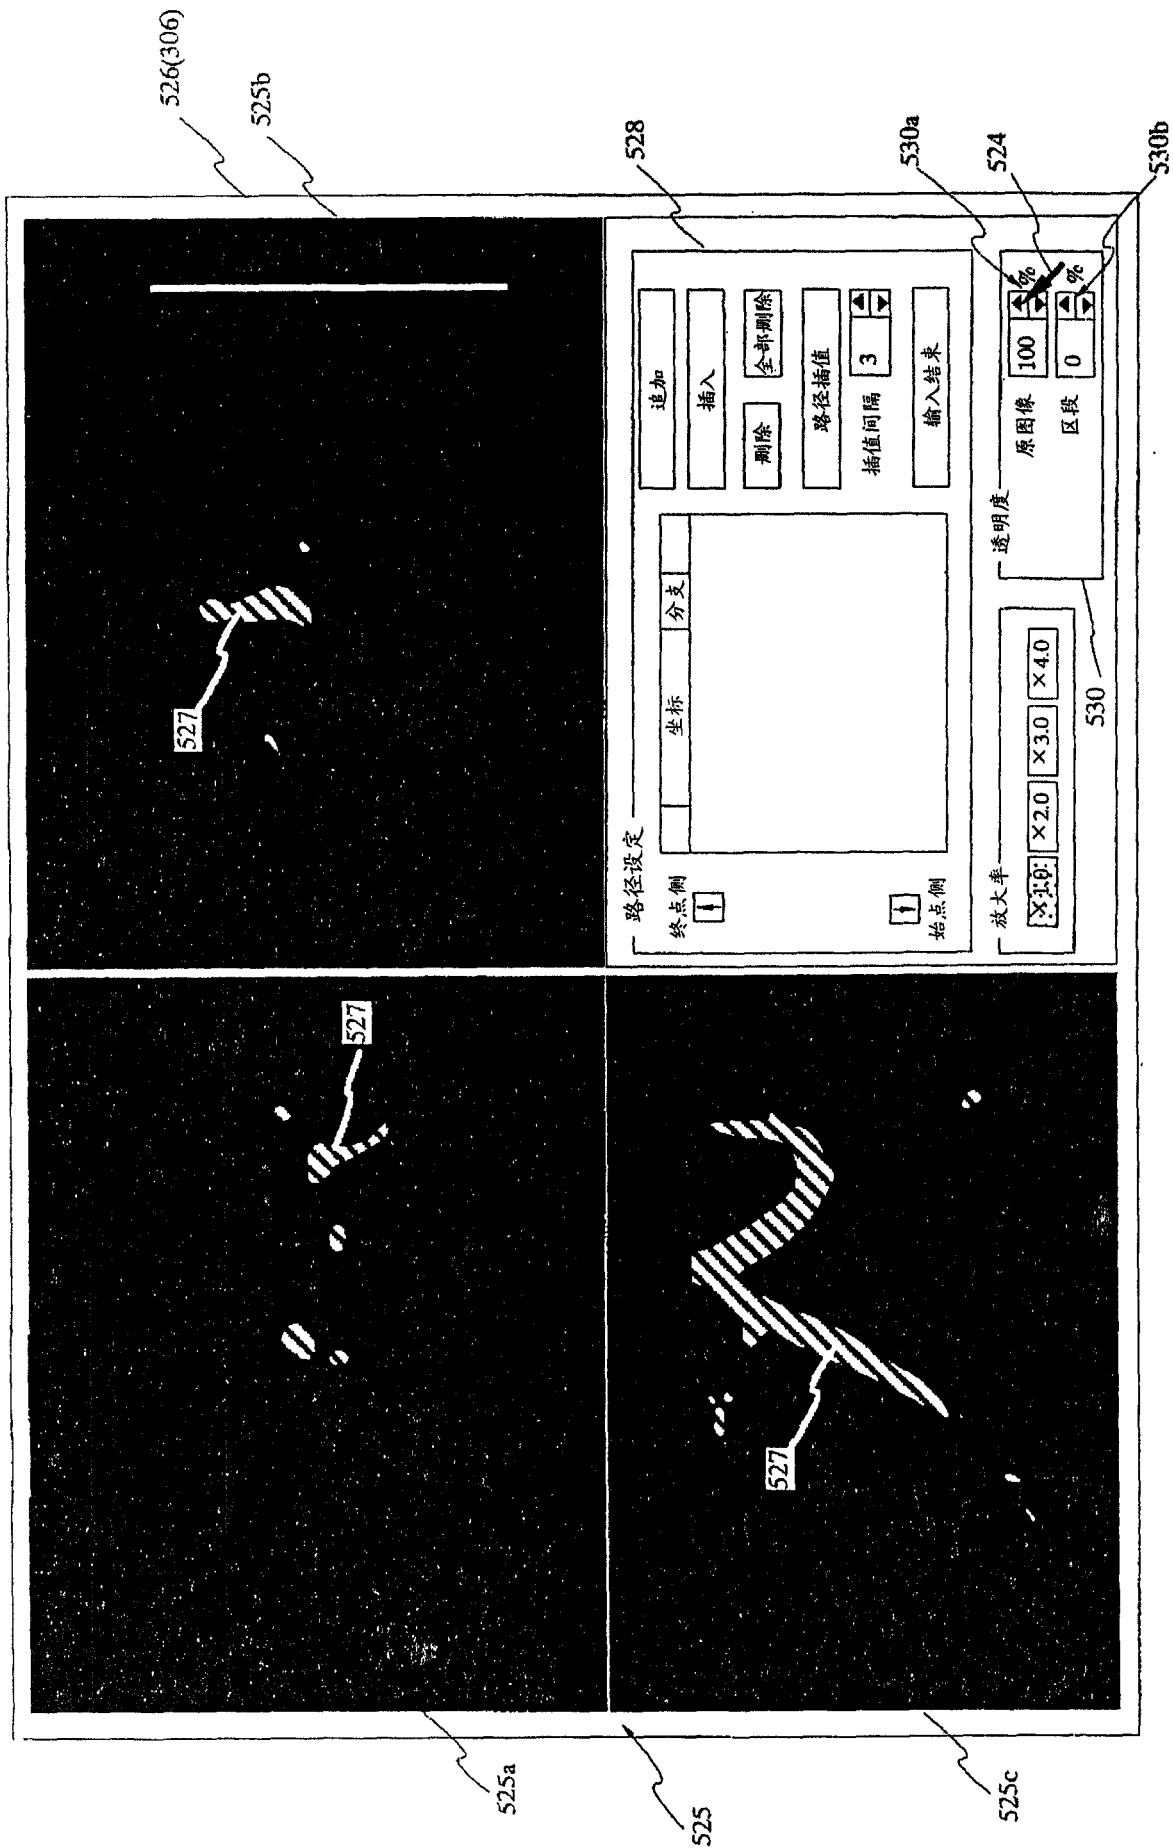 526(306)
525b
527
527
527
525a
525
525c
路径设定
终点侧
始点侧
坐标
分支
追加
插入
删除
全部删除
路径插值
插值间隔
3
输入结束
528
放大率
×1.0
×2.0
×3.0
×4.0
透明度
原图像
100
%
区段
0
%
530
530a
524
530b